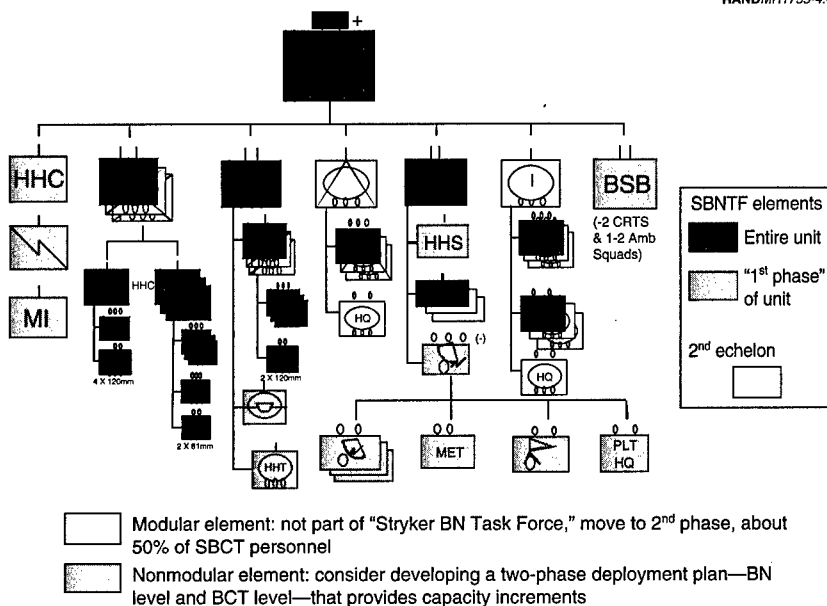 +
HHC
MI
HHC
4 X 120mm
2 X 81mm
2 X 120mm
HHT
HQ
HHS
(-)
I
HQ
BSB
(-2 CRTS
& 1-2 Amb
Squads)
MET
PLT
HQ
SBNTF elements
Entire unit
"1st phase"
of unit
2nd echelon
Modular element: not part of "Stryker BN Task Force," move to 2nd phase, about
50% of SBCT personnel
Nonmodular element: consider developing a two-phase deployment plan—BN
level and BCT level—that provides capacity increments